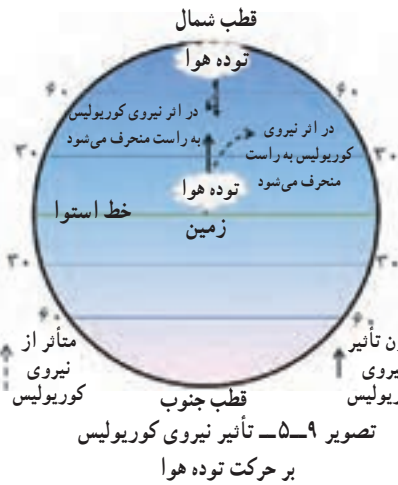 قطب شمال
توده هوا
۶۰
۶۰
در اثر نیروی کوریولیس
به راست منحرف می‌شود
در اثر نیروی
کوریولیس به راست
منحرف می‌شود
۳۰
۳۰
توده هوا
خط استوا
زمین
۳۰
۳۰
۶۰
۶۰
متأثر از
نیروی
کوریولیس
تأثیر
قطب جنوب
تصویر ۹ــ۵ــ تأثیر نیروی کوریولیس
بر حرکت توده هوا